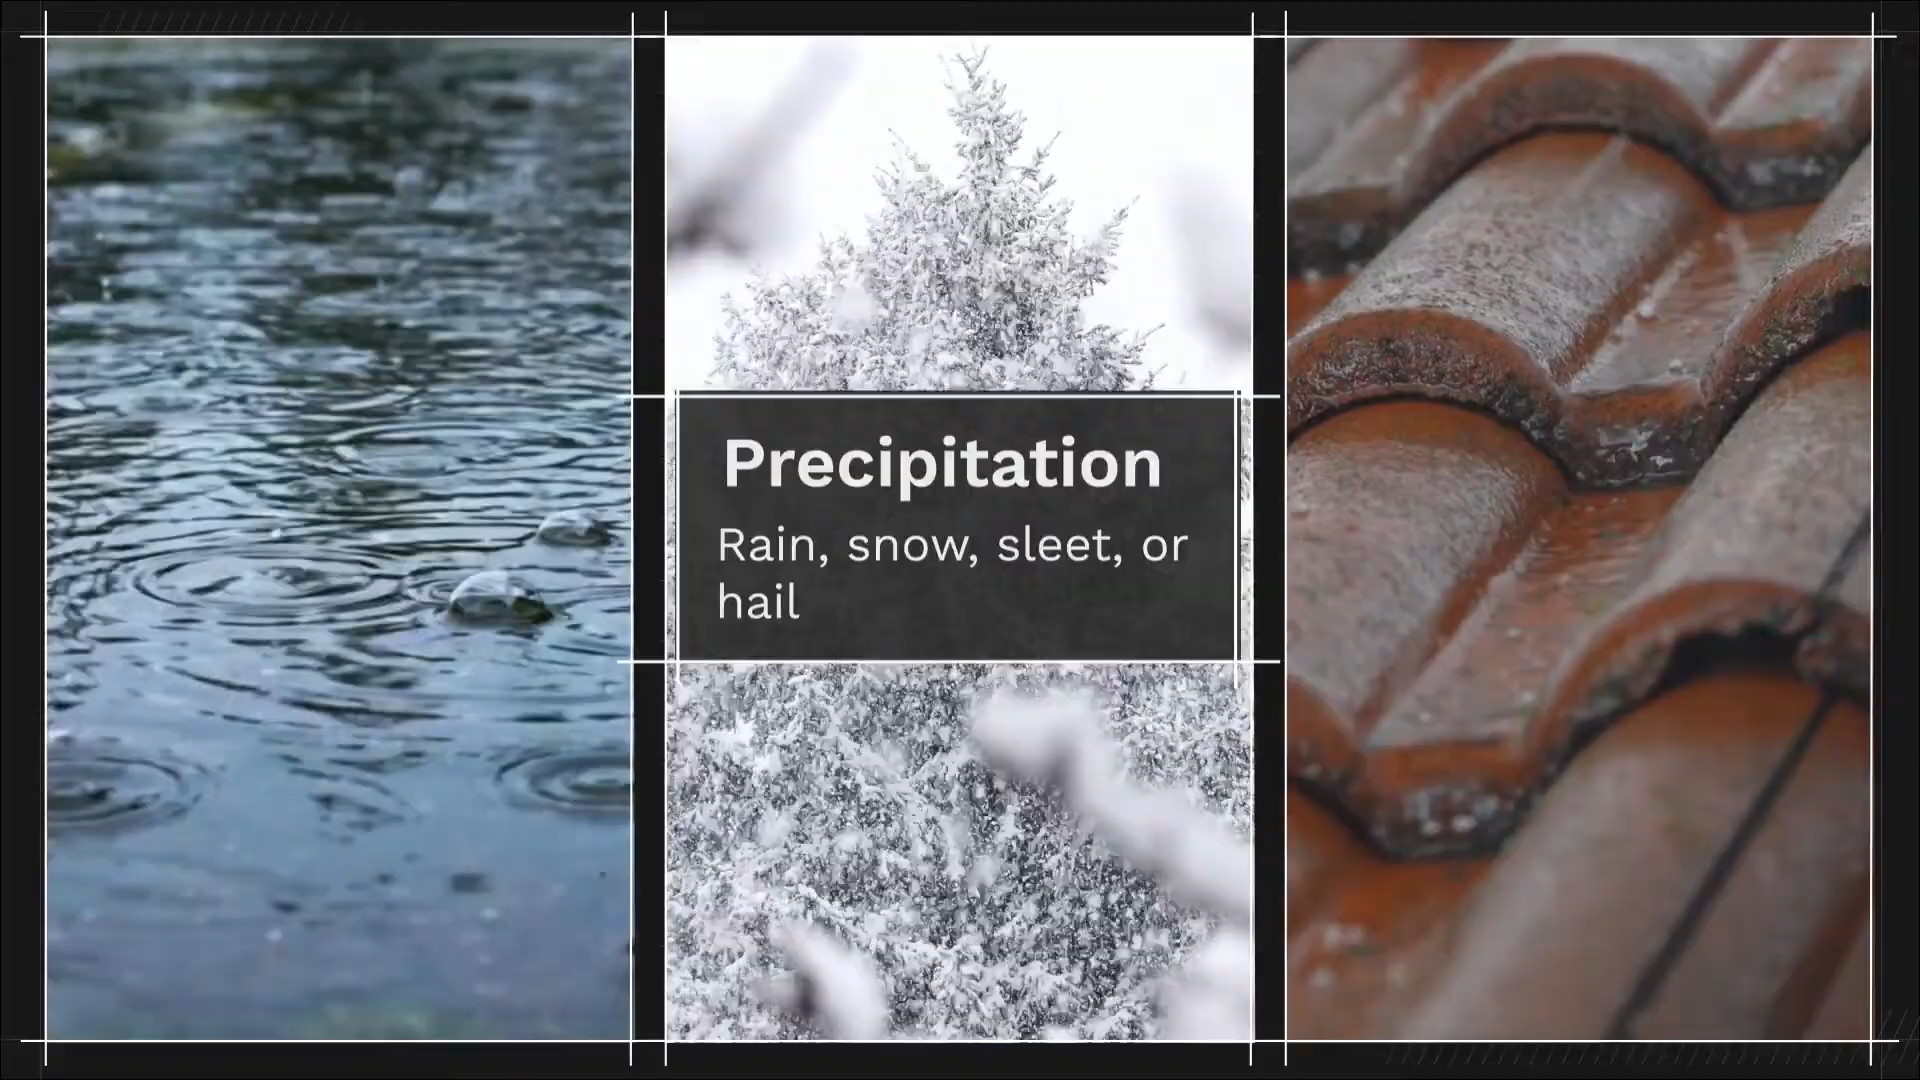 Precipitation
Rain, snow, sleet, or
hail